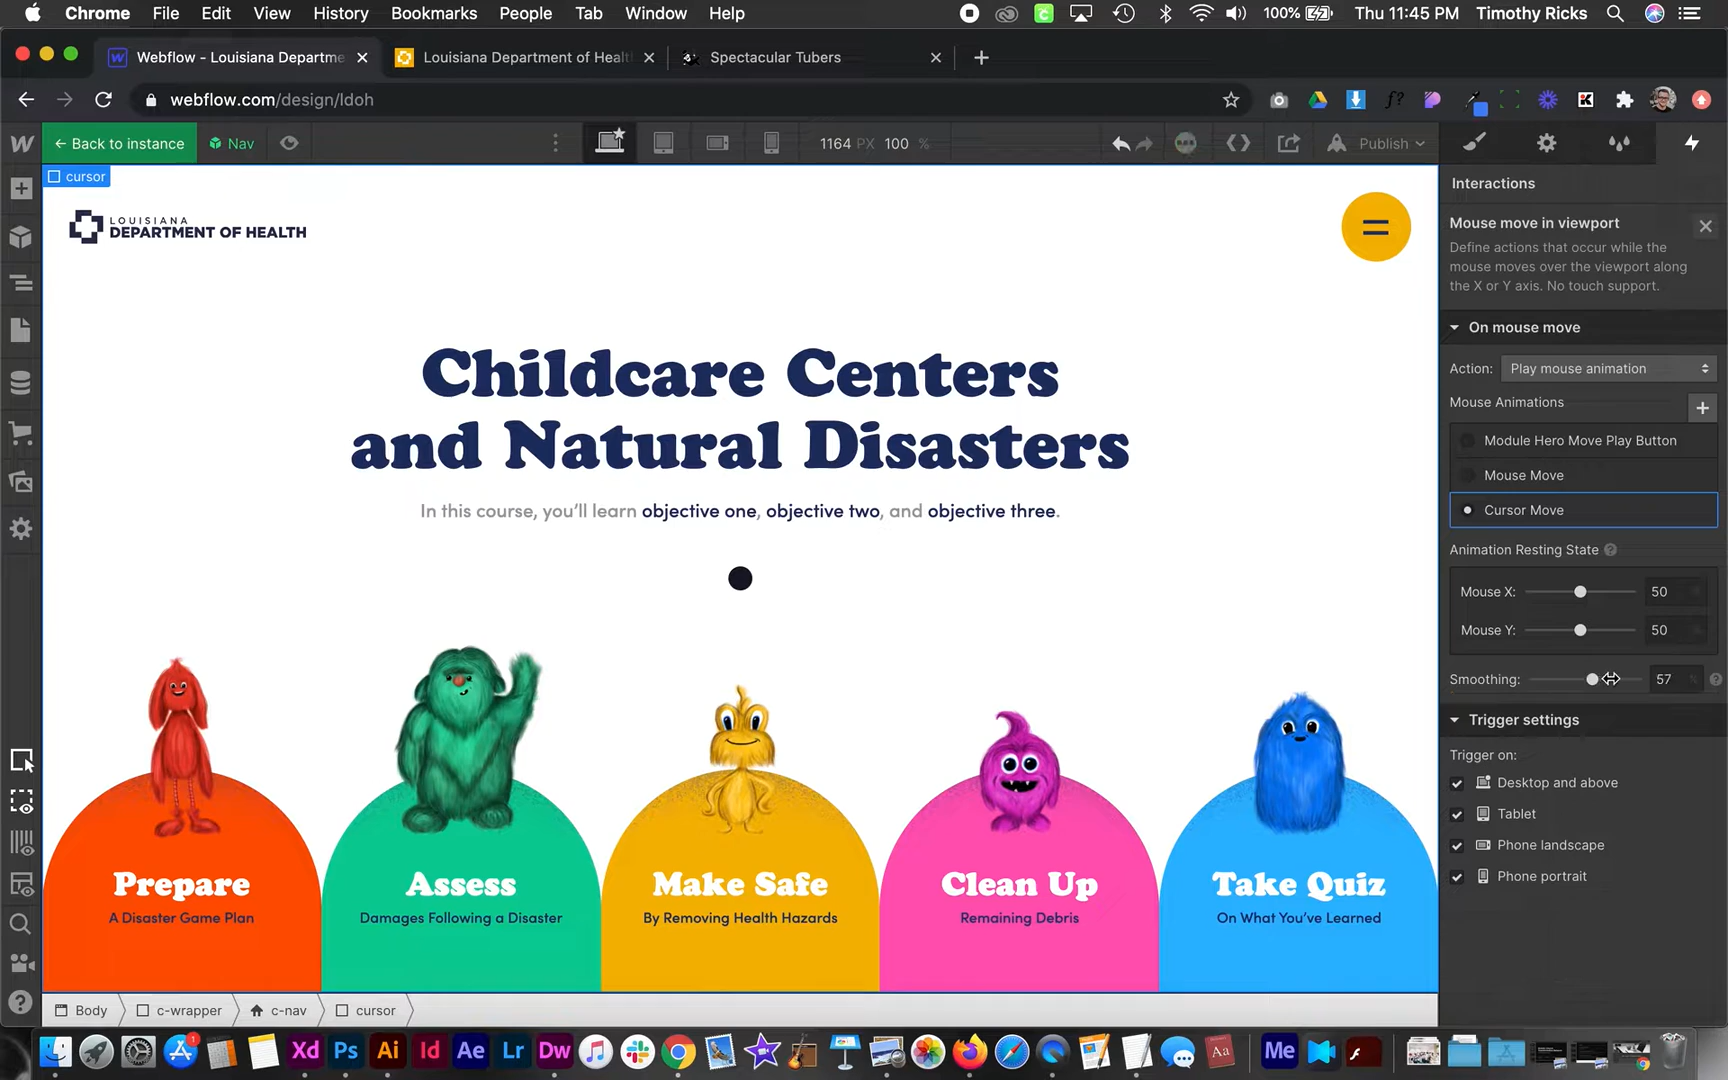 Chrome File Edit View History Bookmarks People Tab Window Help
100% Thu 11:45 PM Timothy Ricks
Webflow - Louisiana Departme
Louisiana Department of Healt
Spectacular Tubers
webflow.com/design/ldoh
f?
K
W
← Back to instance
Nav
1164 PX 100 %
Publish
cursor
LOUISIANA
DEPARTMENT OF HEALTH
Childcare Centers
and Natural Disasters
In this course, you'll learn objective one, objective two, and objective three.
Prepare
A Disaster Game Plan
Assess
Damages Following a Disaster
Make Safe
By Removing Health Hazards
Clean Up
Remaining Debris
Take Quiz
On What You've Learned
Interactions
Mouse move in viewport
Define actions that occur while the
mouse moves over the viewport along
the X or Y axis. No touch support.
On mouse move
Action: Play mouse animation
Mouse Animations
Module Hero Move Play Button
Mouse Move
Cursor Move
Animation Resting State
Mouse X: 50
Mouse Y: 50
Smoothing: 57
Trigger settings
Trigger on:
Desktop and above
Tablet
Phone landscape
Phone portrait
Body c-wrapper c-nav cursor
1
Xd Ps Ai Id Ae Lr Dw
Aa
Me